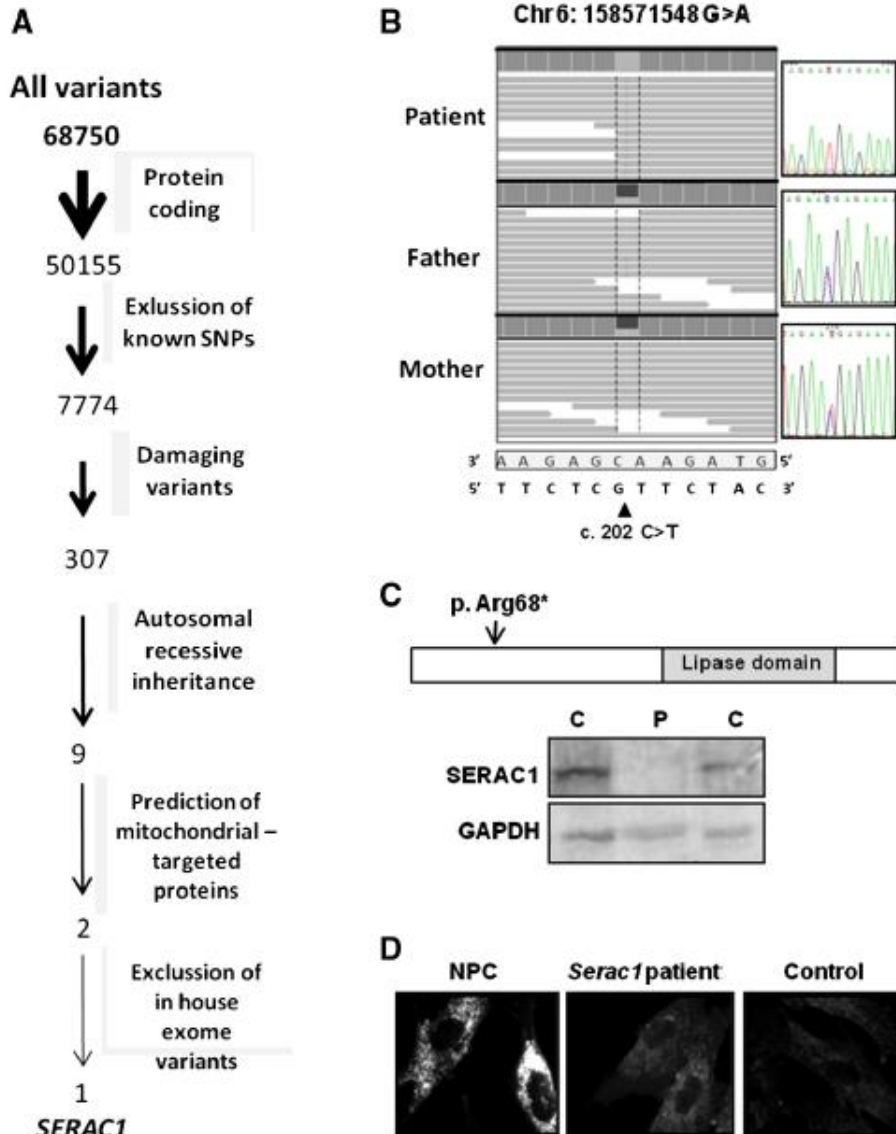 A
All variants
68750
Protein
coding
50155
Exlussion of
known SNPs
7774
Damaging
variants
307
Autosomal
recessive
inheritance
9
Prediction of
mitochondrial –
targeted
proteins
2
Exclussion of
in house
exome
variants
1
SERAC1
B
Chr6: 158571548 G>A
Patient
Father
Mother
3' A A G A G C A A G A T G 5'
5' T T C T C G T T C T A C 3'
c. 202 C>T
C
p. Arg68*
Lipase domain
C P C
SERAC1
GAPDH
D
NPC Serac1 patient Control